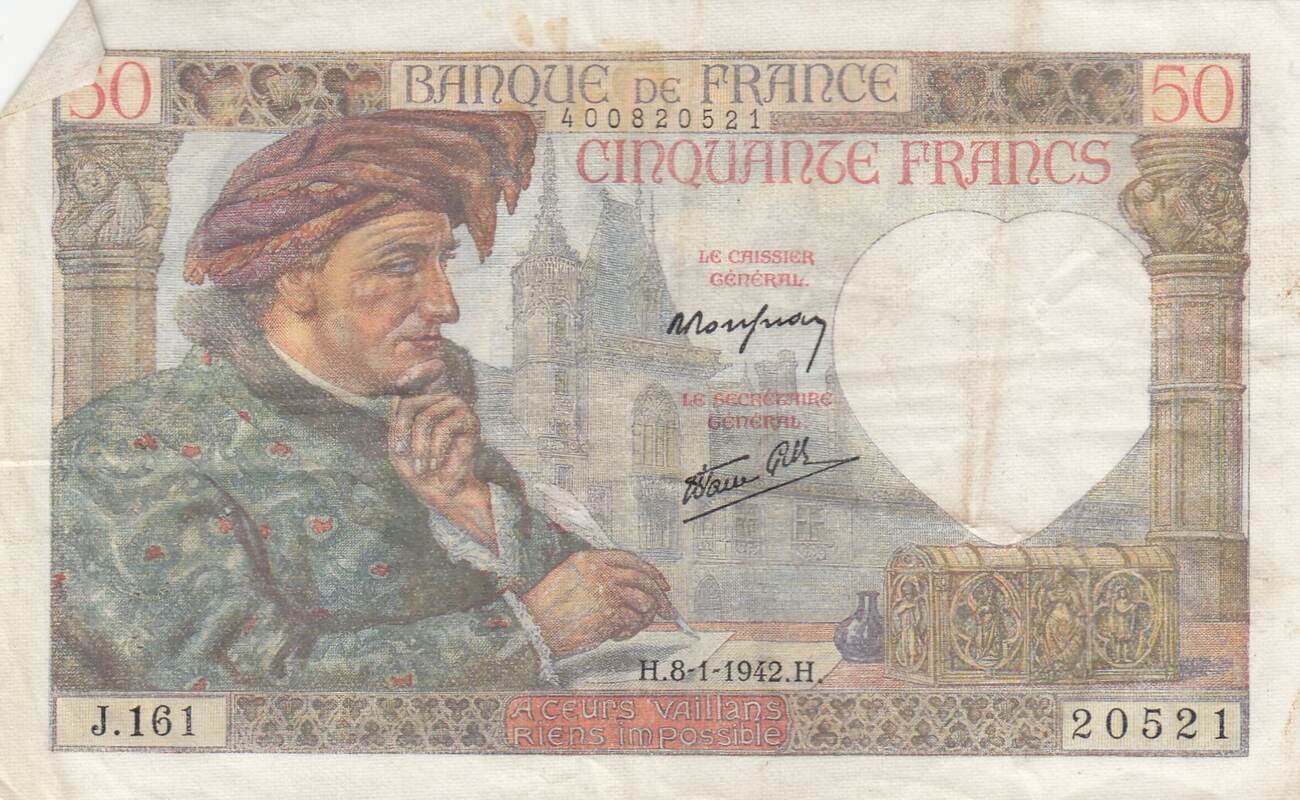 50 BANQUE DE FRANCE 50
400820521
CINQUANTE FRANCS
LE CAISSIER
GÉNÉRAL.
LE SECRÉTAIRE
GÉNÉRAL
H.8-1-1942.H.
J.161
A CEURS VAILLANS
RIENS IMPOSSIBLE
20521